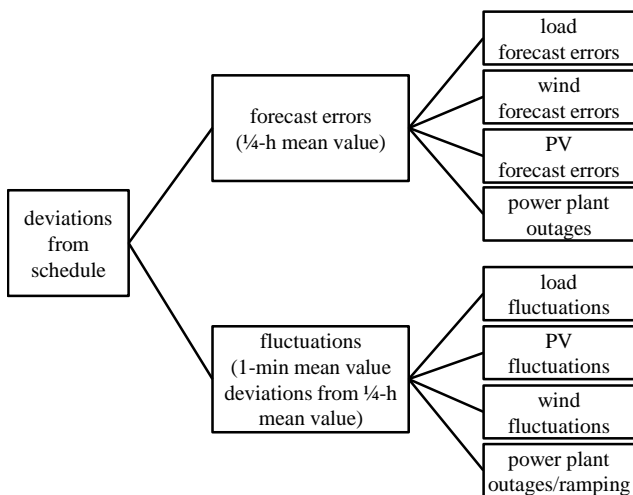 deviations
from
schedule
forecast errors
(¼-h mean value)
load
forecast errors
wind
forecast errors
PV
forecast errors
power plant
outages
fluctuations
(1-min mean value
deviations from ¼-h
mean value)
load
fluctuations
PV
fluctuations
wind
fluctuations
power plant
outages/ramping